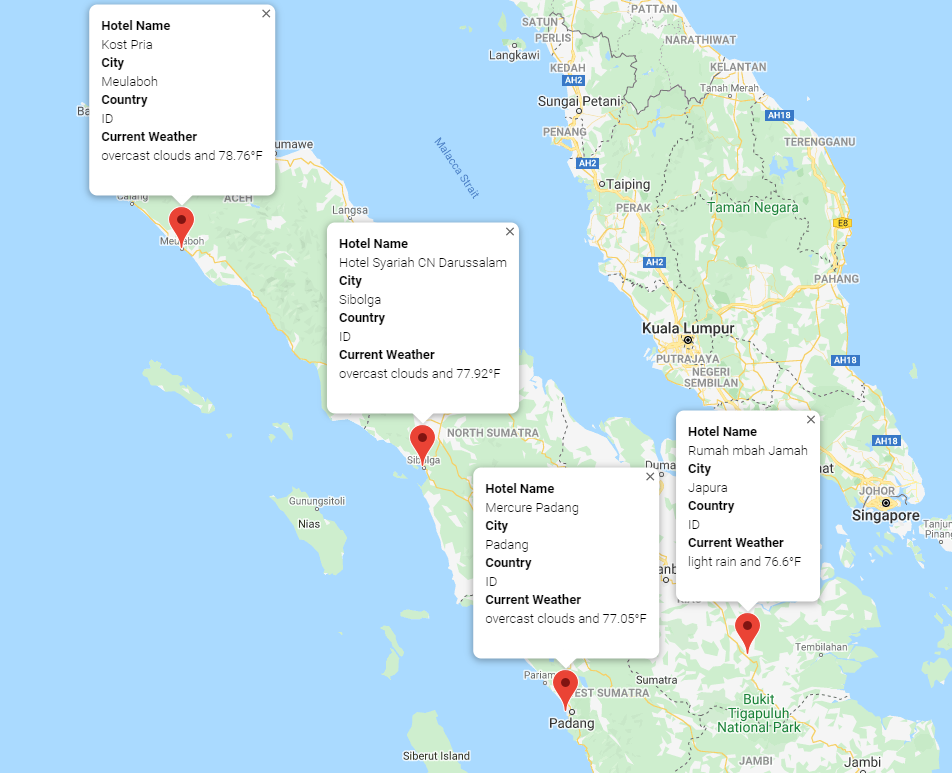 Hotel Name
Kost Pria
City
Meulaboh
Country
ID
Current Weather
overcast clouds and 78.76°F
Hotel Name
Hotel Syariah CN Darussalam
City
Sibolga
Country
ID
Current Weather
overcast clouds and 77.92°F
Hotel Name
Mercure Padang
City
Padang
Country
ID
Current Weather
overcast clouds and 77.05°F
Hotel Name
Rumah mbah Jamah
City
Japura
Country
ID
Current Weather
light rain and 76.6°F
PATTANI
SATUN
PERLIS
NARATHIWAT
Langkawi
KEDAH
KELANTAN
AH2
Tanah Merah
Sungai Petani
AH18
PENANG
TERENGGANU
Malacca Strait
AH2
Taiping
ACEH
PERAK
Taman Negara
Langsa
E8
AH2
PAHANG
Kuala Lumpur
PUTRAJAYA
AH18
NEGERI
SEMBILAN
NORTH SUMATRA
AH18
Sibolga
JOHOR
Singapore
Gunungsitoli
Nias
Tembilahan
Sumatra
Padang
Bukit
Tigapuluh
National Park
Siberut Island
JAMBI
Jambi